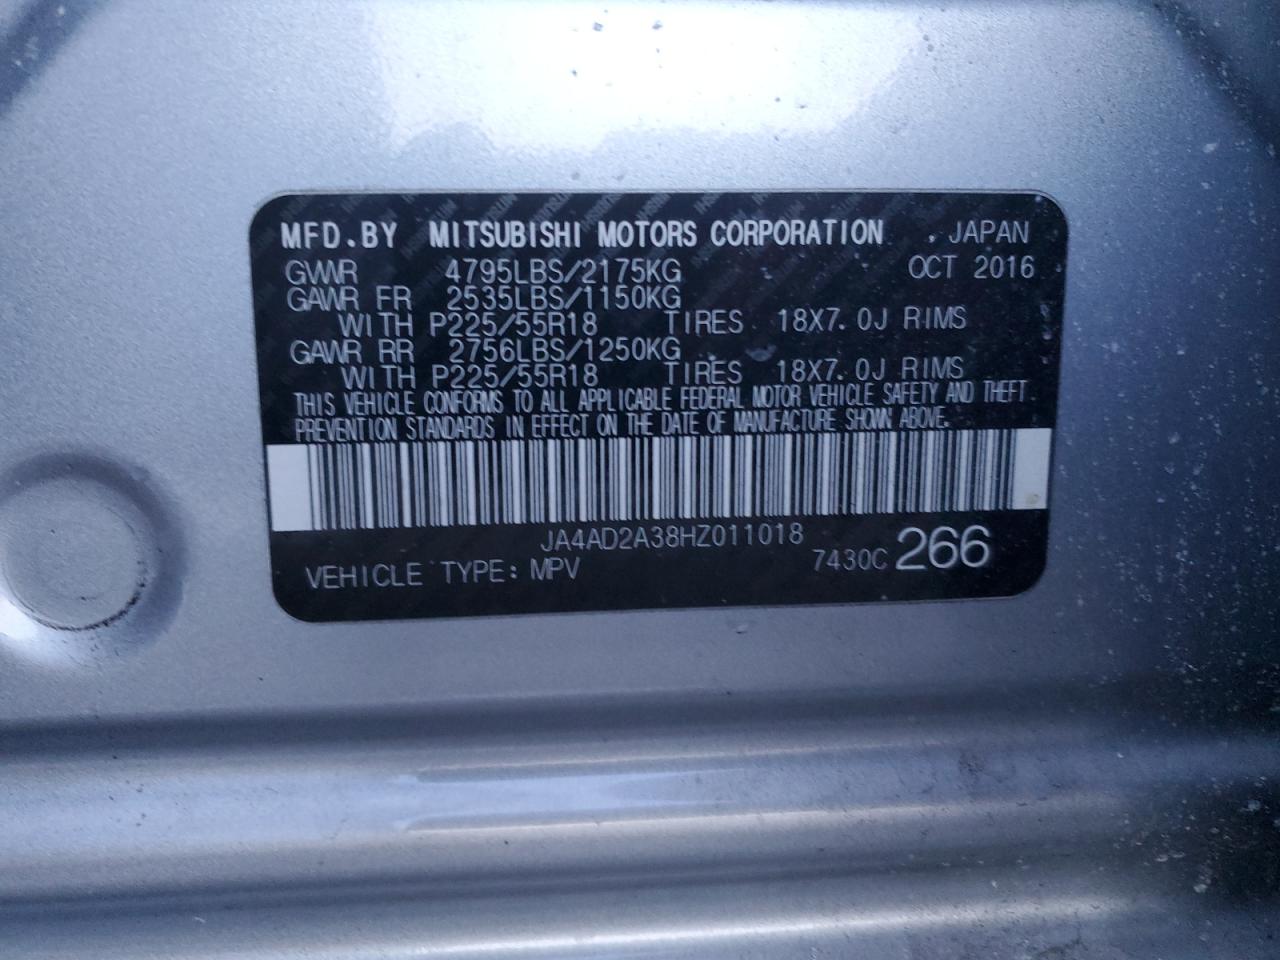 MFD.BY MITSUBISHI MOTORS CORPORATION . JAPAN
GVWR 4795LBS/2175KG OCT 2016
GAWR FR 2535LBS/1150KG
WITH P225/55R18 TIRES 18X7.0J RIMS
GAWR RR 2756LBS/1250KG
WITH P225/55R18 TIRES 18X7.0J RIMS
THIS VEHICLE CONFORMS TO ALL APPLICABLE FEDERAL MOTOR VEHICLE SAFETY AND THEFT
PREVENTION STANDARDS IN EFFECT ON THE DATE OF MANUFACTURE SHOWN ABOVE.
JA4AD2A38HZ011018
VEHICLE TYPE: MPV 7430C 266